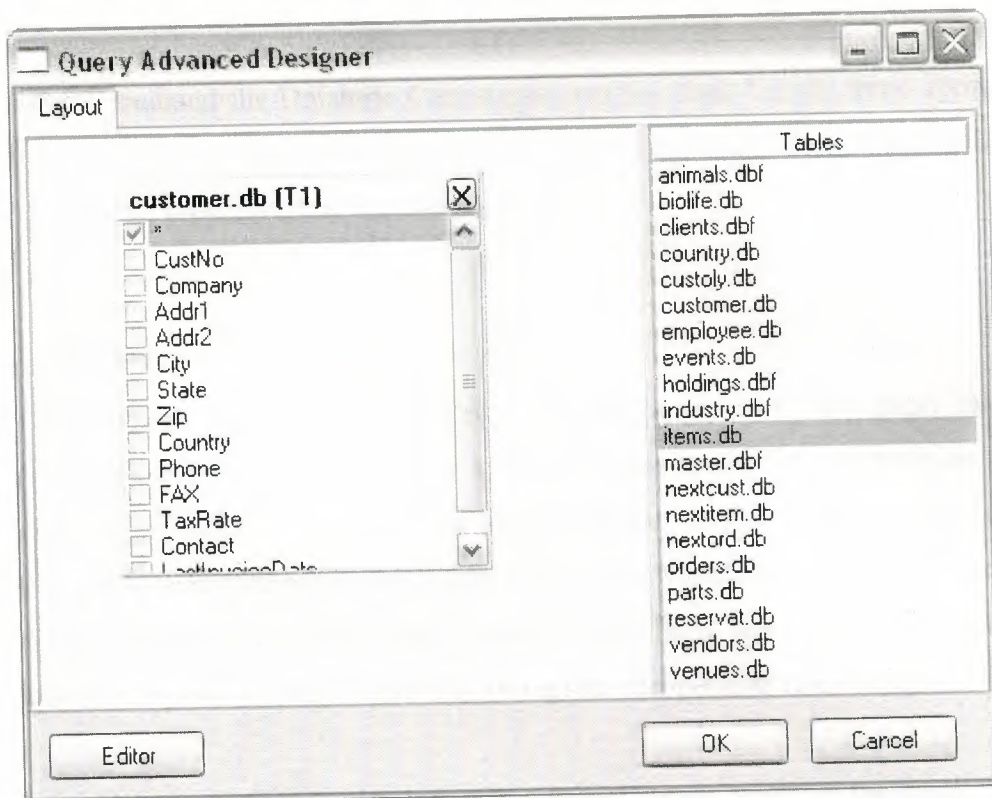 Query Advanced Designer
Layout
customer.db (T1)
*
CustNo
Company
Addr1
Addr2
City
State
Zip
Country
Phone
FAX
TaxRate
Contact
LastInvoiceDate
Tables
animals.dbf
biolife.db
clients.dbf
country.db
custoly.db
customer.db
employee.db
events.db
holdings.dbf
industry.dbf
items.db
master.dbf
nextcust.db
nextitem.db
nextord.db
orders.db
parts.db
reservat.db
vendors.db
venues.db
Editor
OK
Cancel